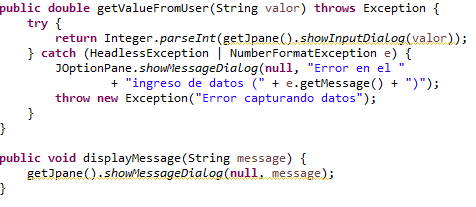 public double getValueFromUser(String valor) throws Exception {
    try {
        return Integer.parseInt(getJpane().showInputDialog(valor));
    } catch (HeadlessException | NumberFormatException e) {
        JOptionPane.showMessageDialog(null, "Error en el "
                + "ingreso de datos (" + e.getMessage() + ")");
        throw new Exception("Error capturando datos");
    }
}

public void displayMessage(String message) {
    getJpane().showMessageDialog(null, message);
}